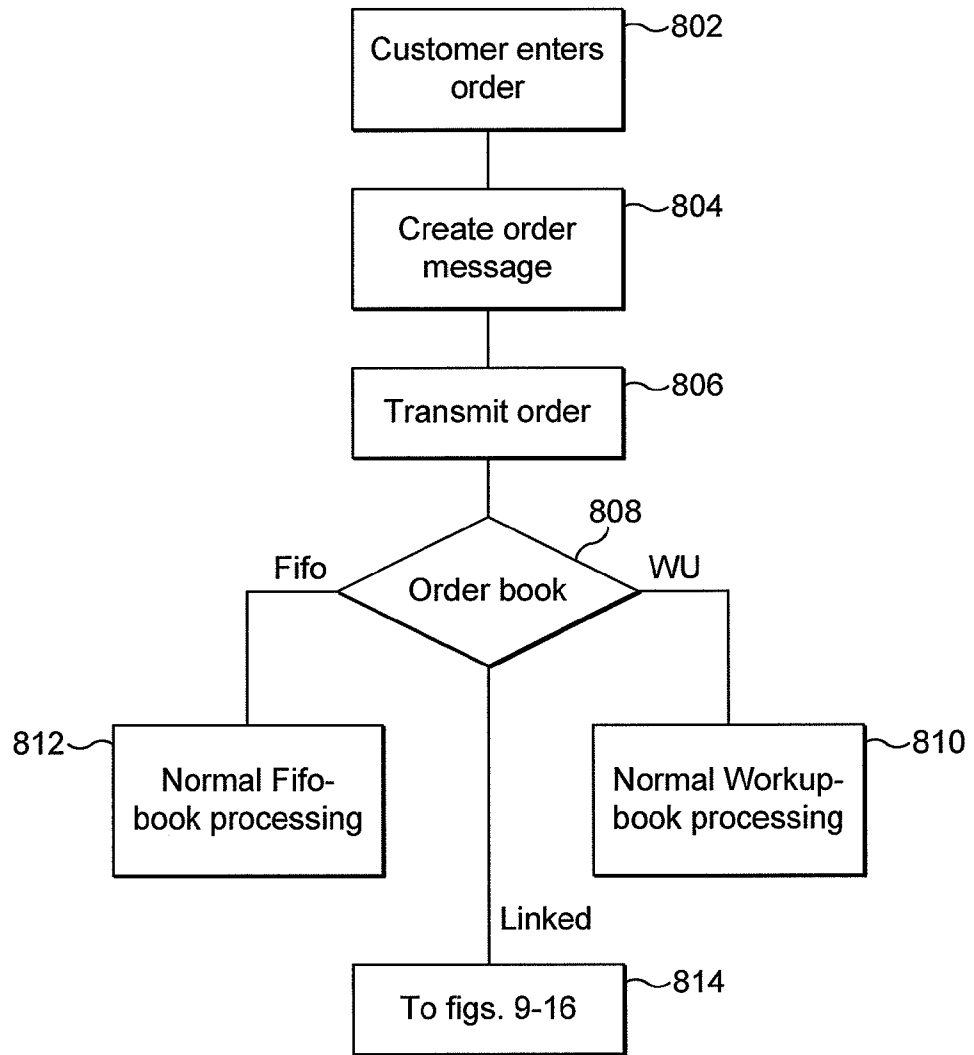 Customer enters
order
802
Create order
message
804
Transmit order
806
808
Fifo
Order book
WU
812
Normal Fifo-
book processing
Normal Workup-
book processing
810
Linked
To figs. 9-16
814